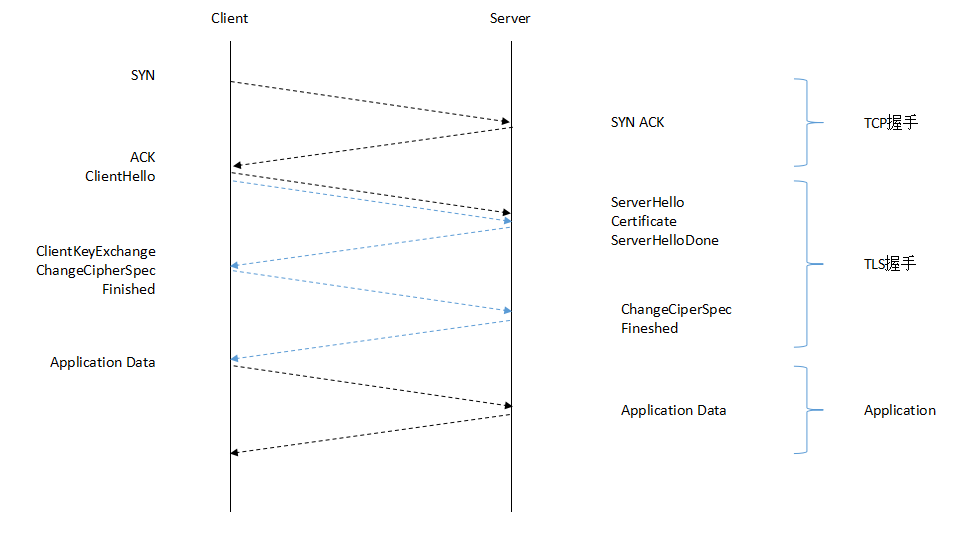 Client
Server
SYN
SYN ACK
TCP握手
ACK
ClientHello
ServerHello
Certificate
ServerHelloDone
ClientKeyExchange
ChangeCipherSpec
Finished
TLS握手
ChangeCiperSpec
Fineshed
Application Data
Application Data
Application